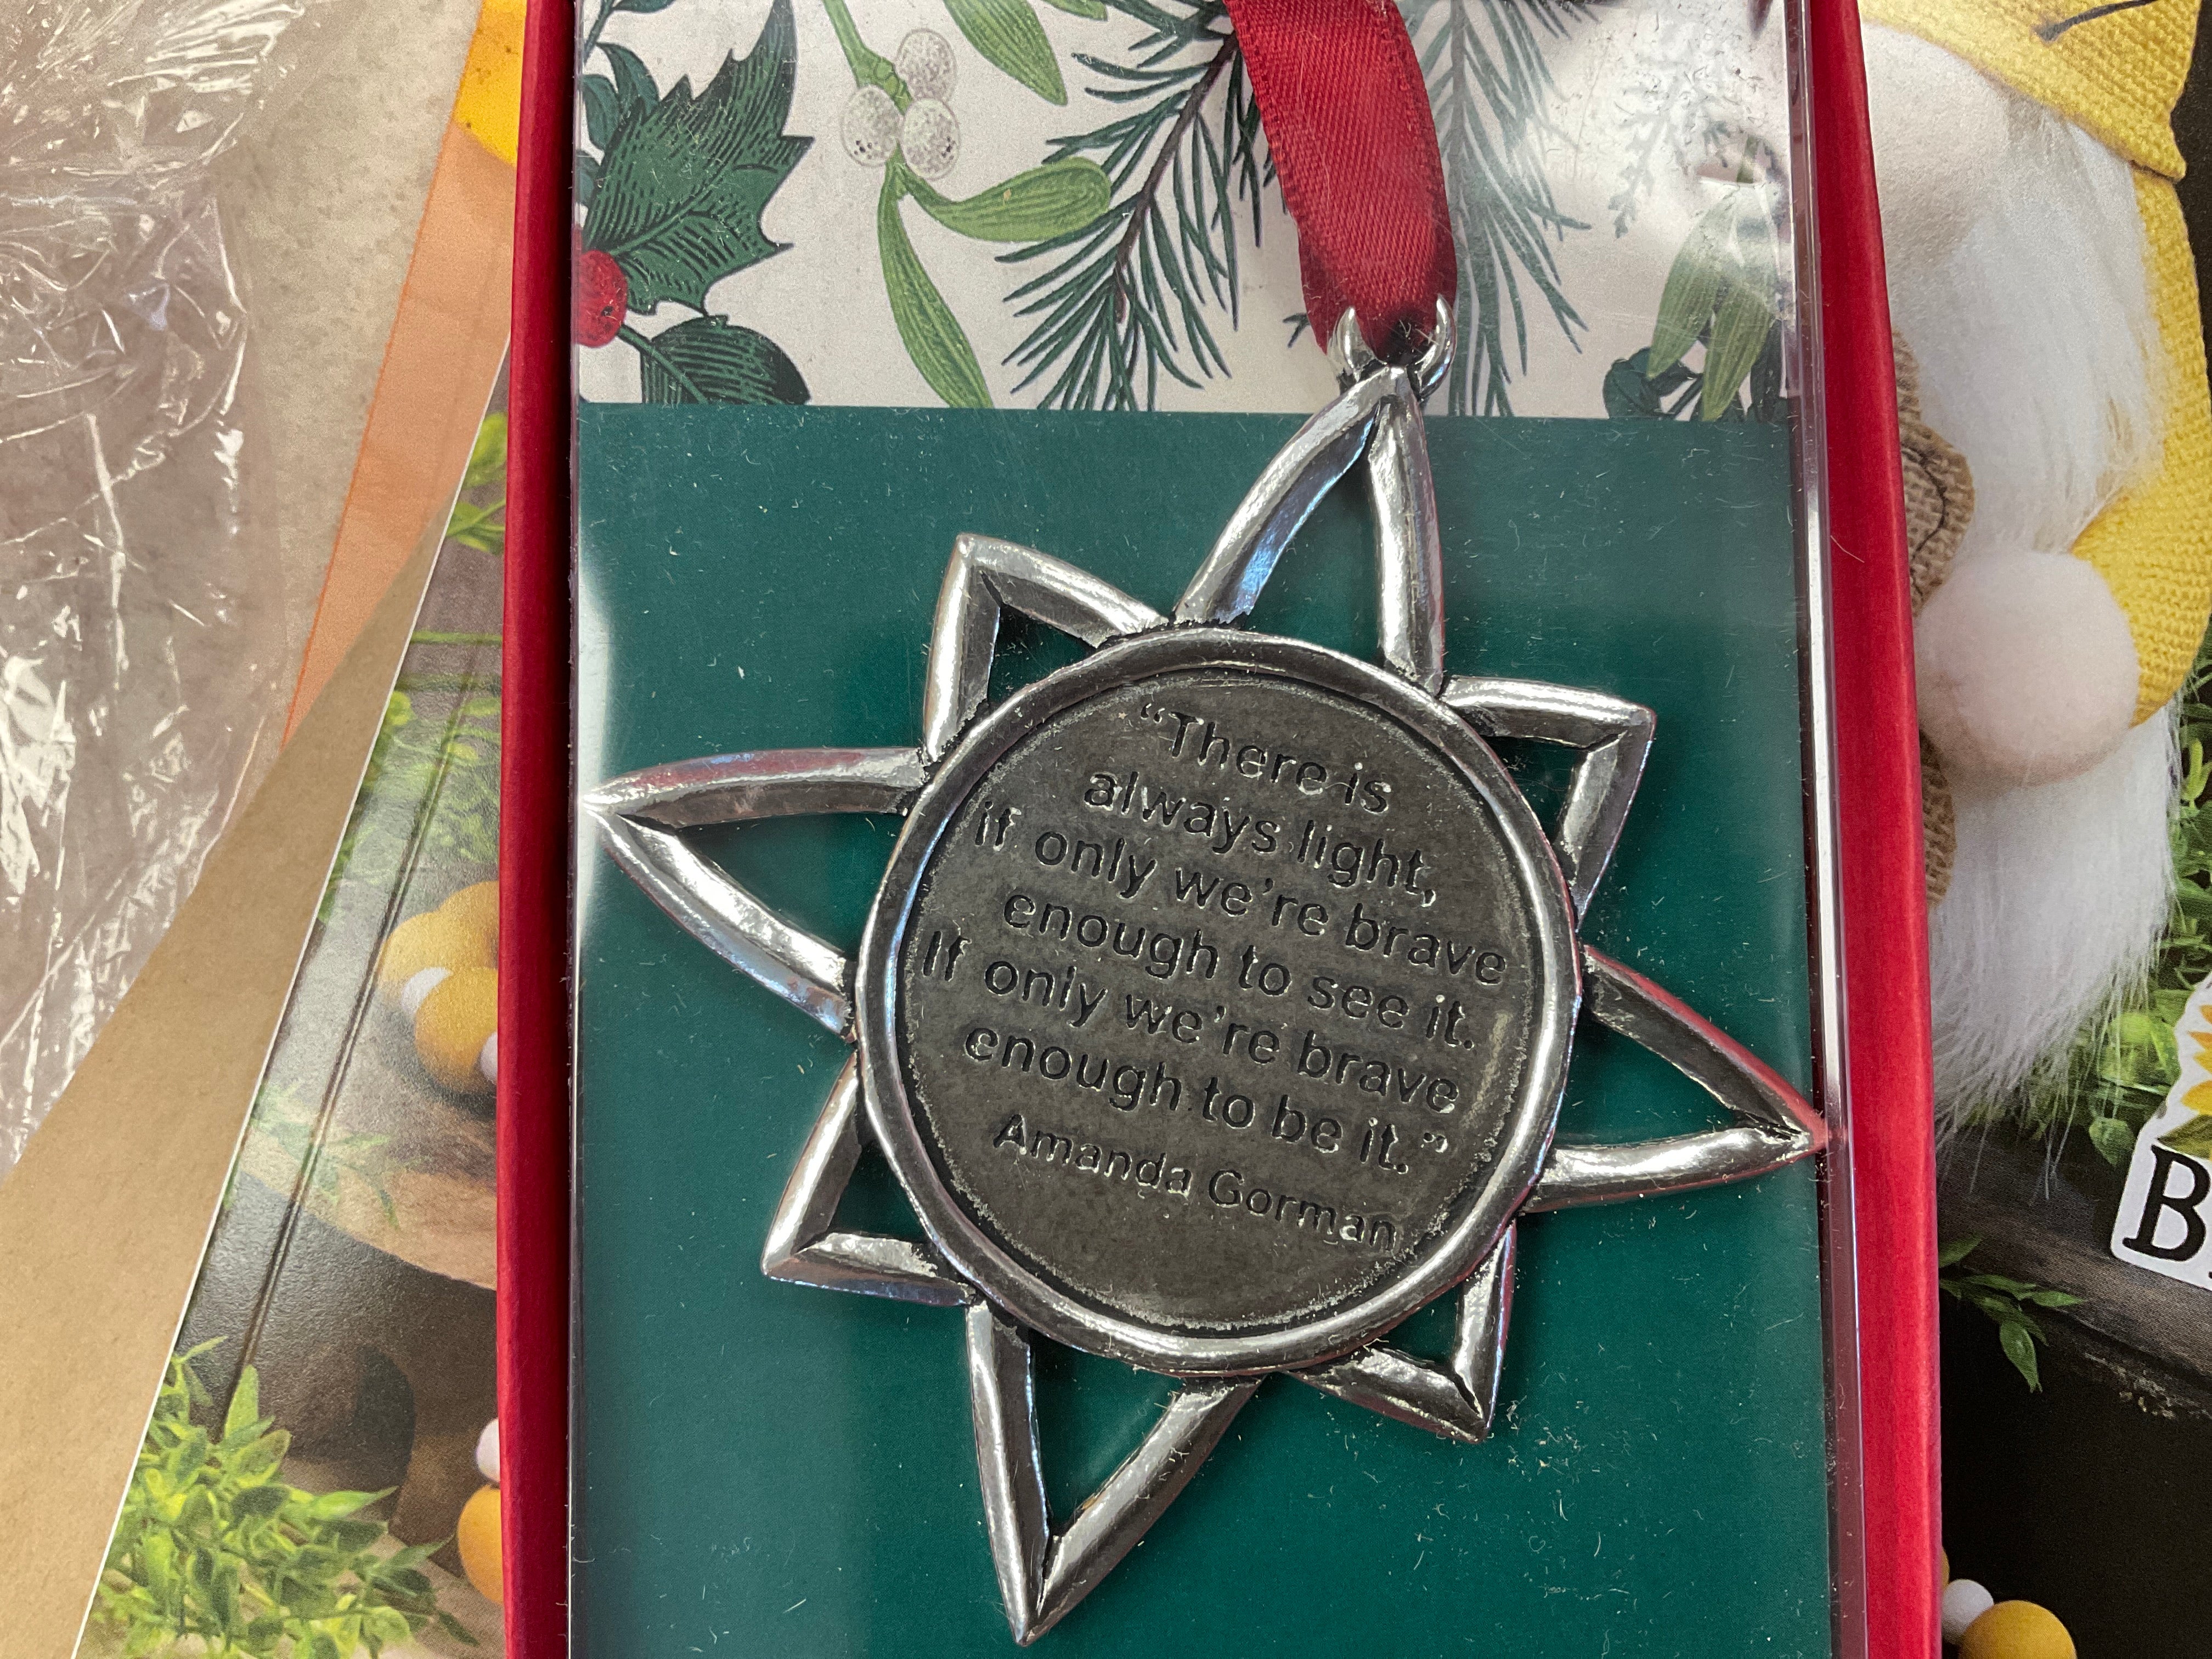 “There is
always light,
if only we’re brave
enough to see it.
If only we’re brave
enough to be it.”
Amanda Gorman